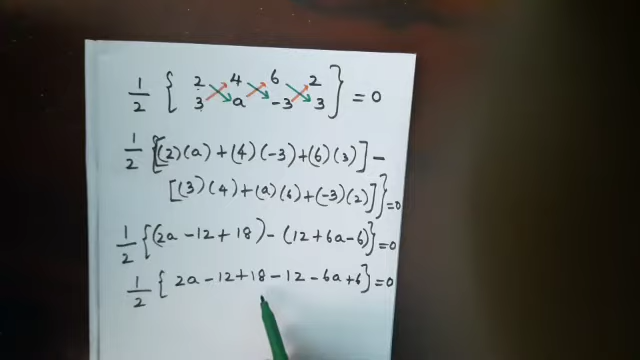 1/2 { 2 4 6 2
3 a -3 3 } = 0
1/2 {[(2)(a) + (4)(-3) + (6)(3)] -
[(3)(4) + (a)(6) + (-3)(2)]} = 0
1/2 {(2a - 12 + 18) - (12 + 6a - 6)} = 0
1/2 { 2a - 12 + 18 - 12 - 6a + 6} = 0